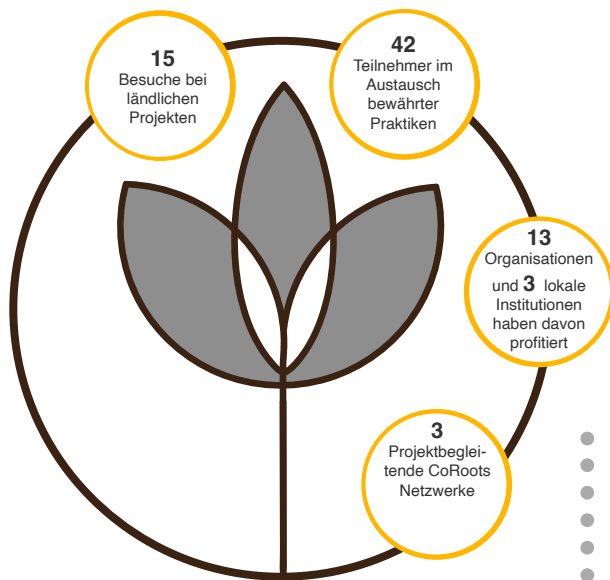 15
Besuche bei
ländlichen
Projekten
42
Teilnehmer im
Austausch
bewährter
Praktiken
13
Organisationen
und 3 lokale
Institutionen
haben davon
profitiert
3
Projektbeglei-
tende CoRoots
Netzwerke